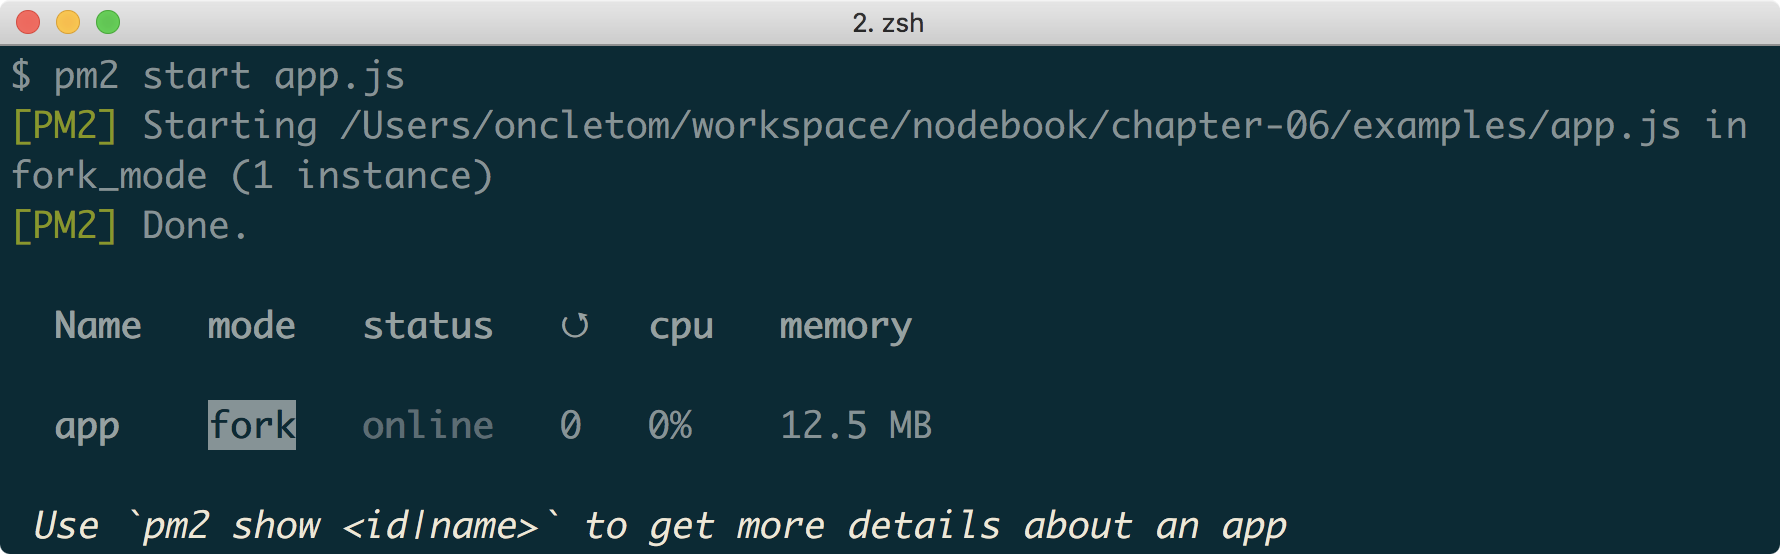 2. zsh
$ pm2 start app.js
[PM2] Starting /Users/oncletom/workspace/nodebook/chapter-06/examples/app.js in
fork_mode (1 instance)
[PM2] Done.
Name mode status ↺ cpu memory
app fork online 0 0% 12.5 MB
Use `pm2 show <id|name>` to get more details about an app